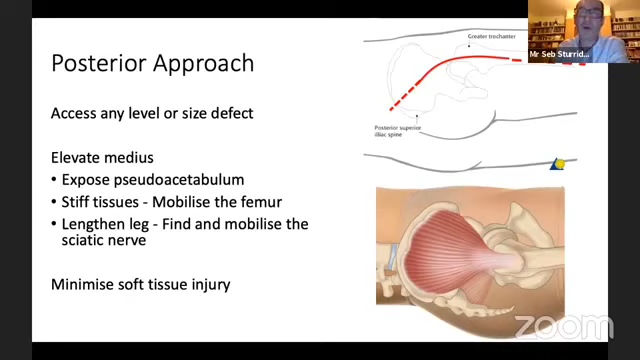 Posterior Approach
Access any level or size defect
Elevate medius
• Expose pseudoacetabulum
• Stiff tissues - Mobilise the femur
• Lengthen leg - Find and mobilise the
sciatic nerve
Minimise soft tissue injury
Greater trochanter
Posterior superior
iliac spine
Mr Seb Sturrid...
zoom